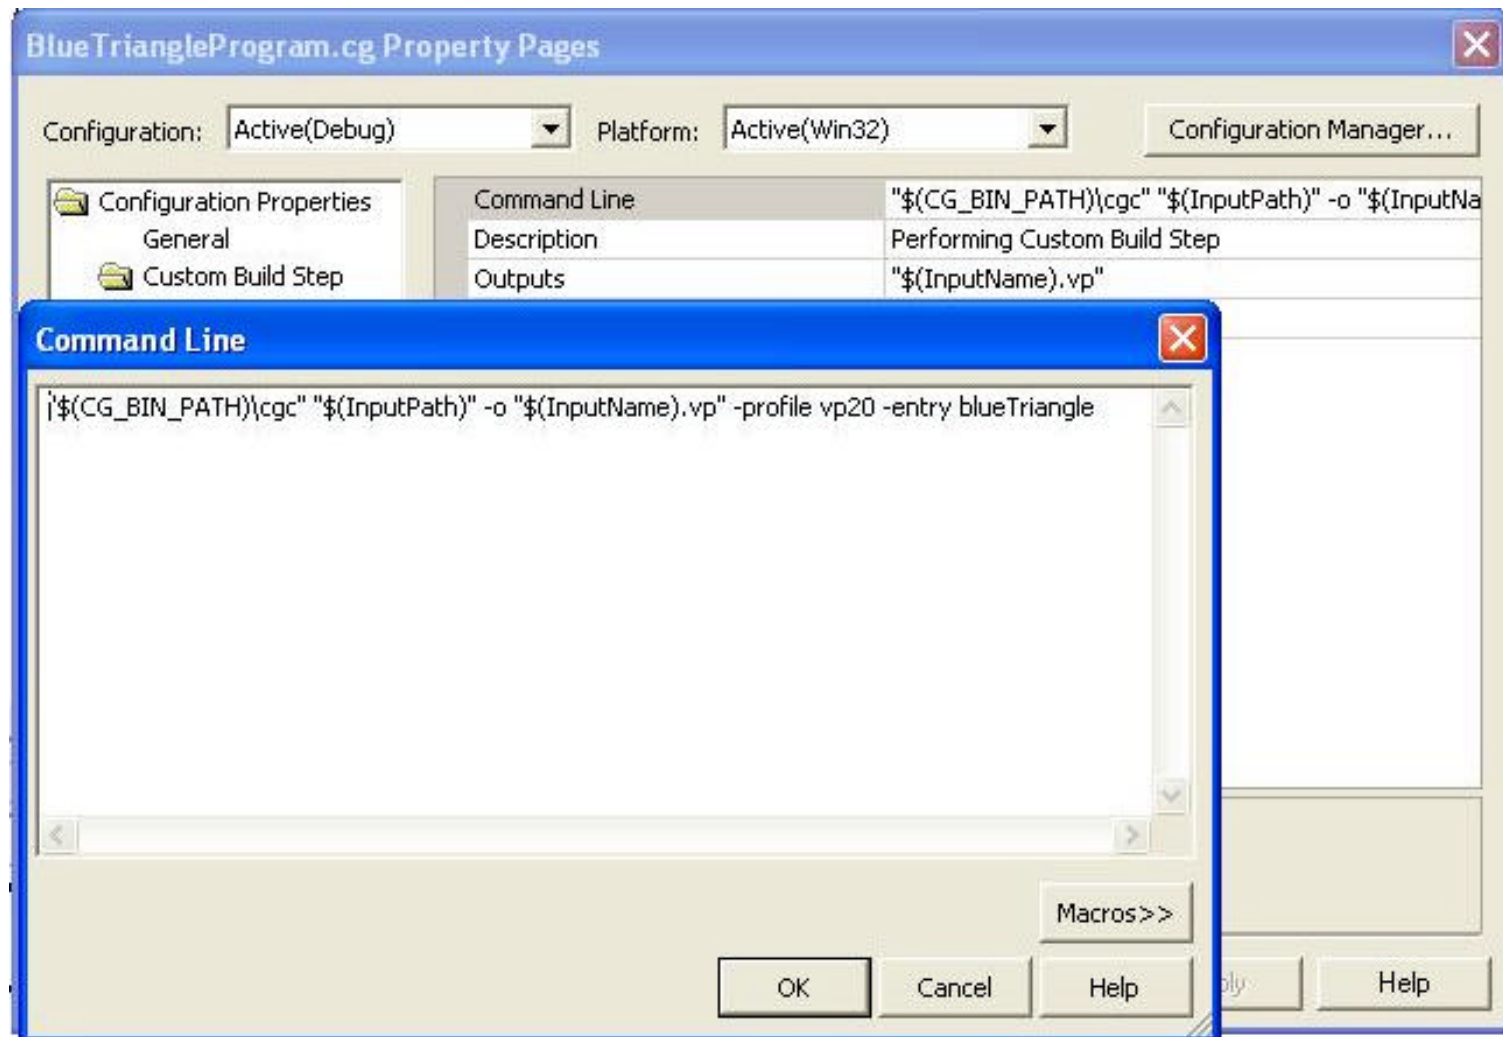 BlueTriangleProgram.cg Property Pages
Configuration: Active(Debug) Platform: Active(Win32) Configuration Manager...
Configuration Properties
General
Custom Build Step
Command Line "$(CG_BIN_PATH)\cgc" "$(InputPath)" -o "$(InputNa
Description Performing Custom Build Step
Outputs "$(InputName).vp"
Command Line
"$(CG_BIN_PATH)\cgc" "$(InputPath)" -o "$(InputName).vp" -profile vp20 -entry blueTriangle
Macros>>
OK Cancel Help
Help